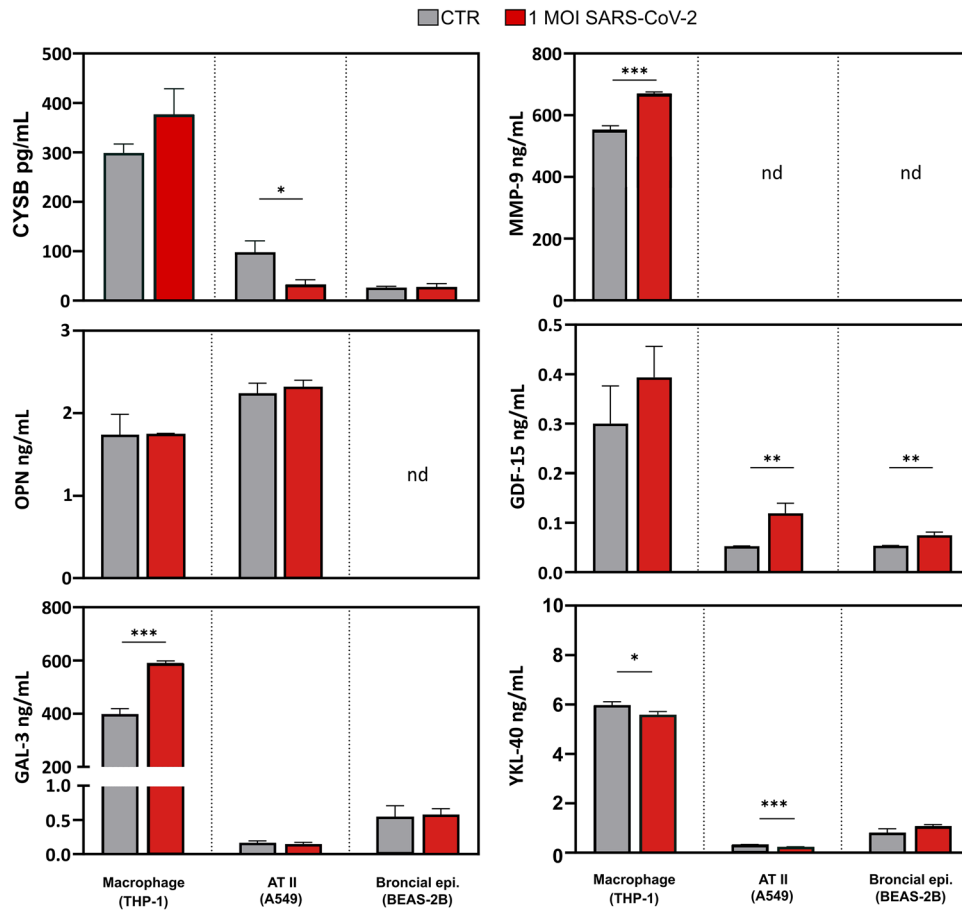 CTR 1 MOI SARS-CoV-2
CYSB pg/mL
500
400
300
200
100
0
*
MMP-9 ng/mL
800
600
400
200
0
***
nd
nd
OPN ng/mL
3
2
1
0
nd
GDF-15 ng/mL
0.5
0.4
0.3
0.2
0.1
0.0
**
**
GAL-3 ng/mL
800
600
400
200
1.0
0.5
0.0
***
Macrophage
(THP-1)
AT II
(A549)
Broncial epi.
(BEAS-2B)
YKL-40 ng/mL
10
8
6
4
2
0
*
***
Macrophage
(THP-1)
AT II
(A549)
Broncial epi.
(BEAS-2B)